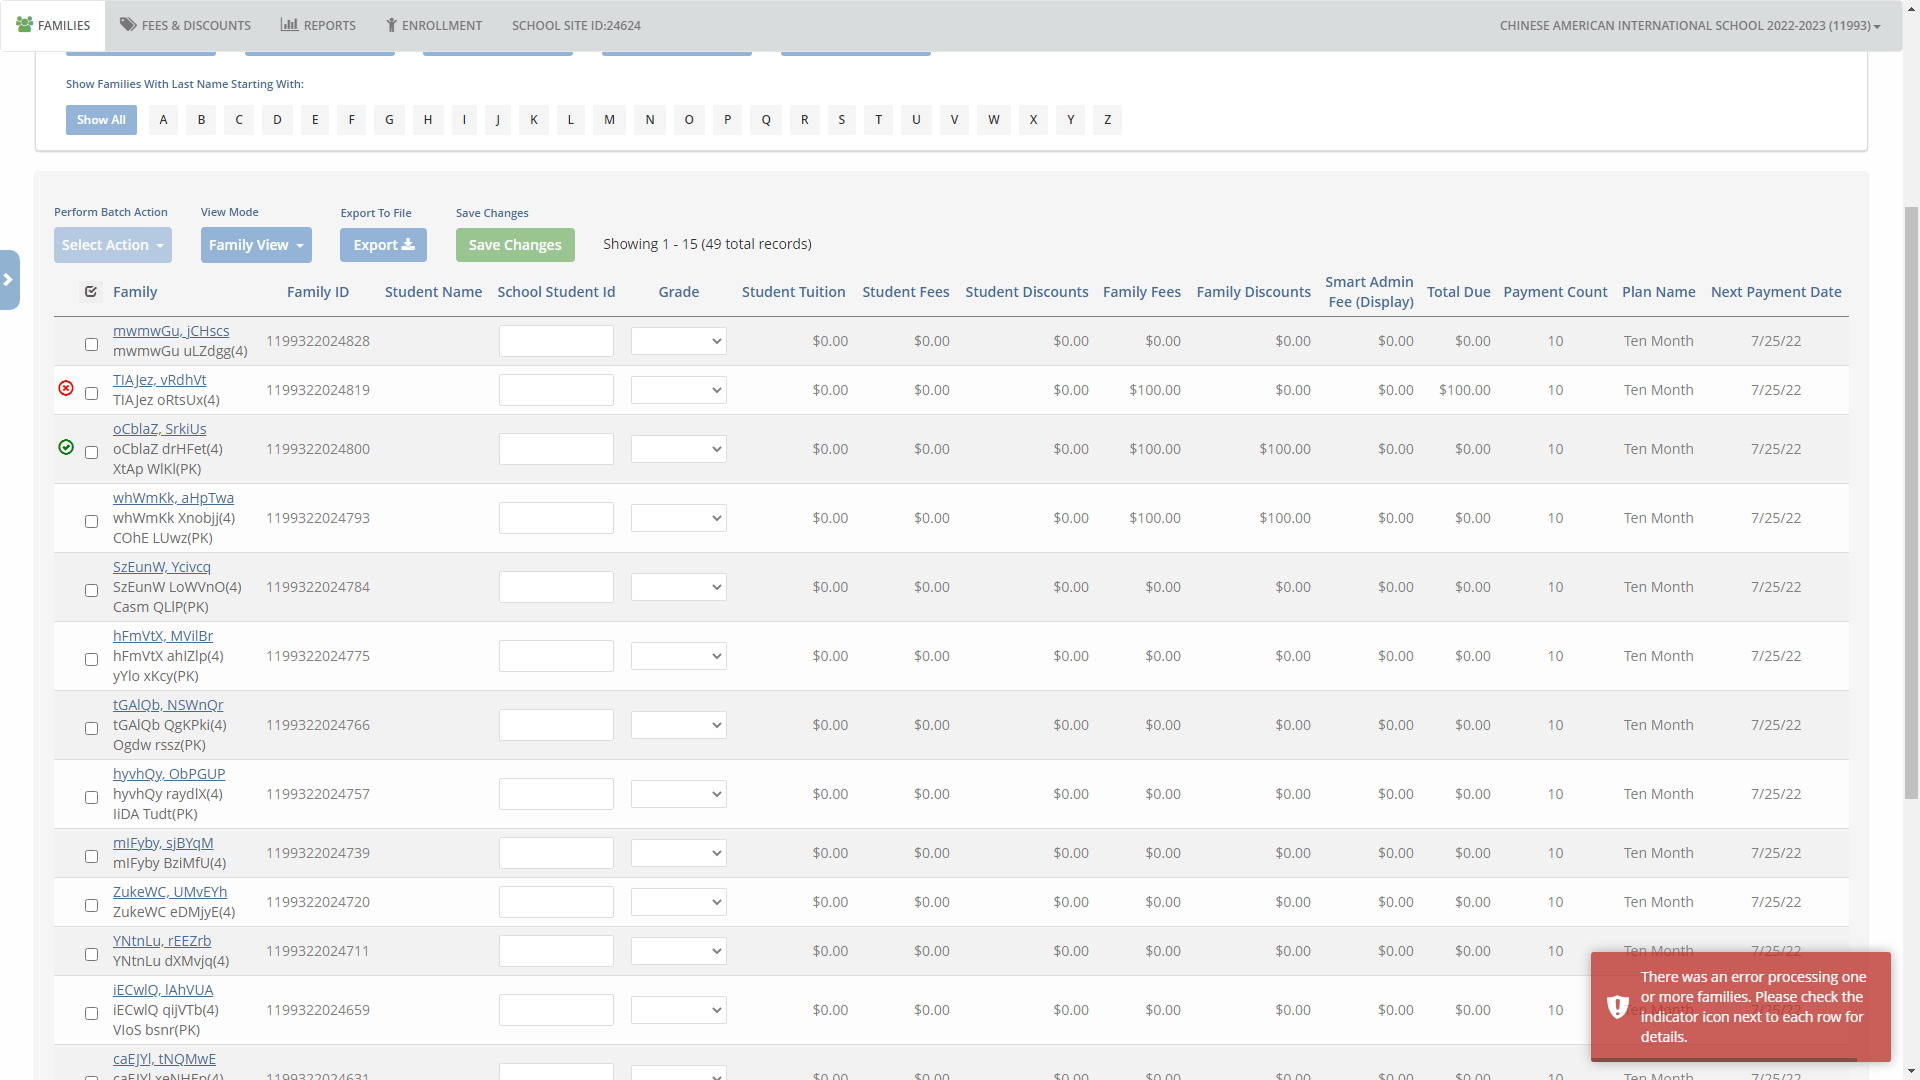 FAMILIES FEES & DISCOUNTS REPORTS ENROLLMENT SCHOOL SITE ID:24624 CHINESE AMERICAN INTERNATIONAL SCHOOL 2022-2023 (11993)
Show Families With Last Name Starting With:
Show All A B C D E F G H I J K L M N O P Q R S T U V W X Y Z
Perform Batch Action View Mode Export To File Save Changes
Select Action Family View Export Save Changes Showing 1 - 15 (49 total records)
Family Family ID Student Name School Student Id Grade Student Tuition Student Fees Student Discounts Family Fees Family Discounts Smart Admin Fee (Display) Total Due Payment Count Plan Name Next Payment Date
mwmwGu, jCHscs
mwmwGu uLZdgg(4) 1199322024828 $0.00 $0.00 $0.00 $0.00 $0.00 $0.00 $0.00 10 Ten Month 7/25/22
TIAJez, vRdhVt
TIAJez oRtsUx(4) 1199322024819 $0.00 $0.00 $0.00 $100.00 $0.00 $0.00 $100.00 10 Ten Month 7/25/22
oCblaZ, SrkiUs
oCblaZ drHFet(4) 1199322024800 $0.00 $0.00 $0.00 $100.00 $100.00 $0.00 $0.00 10 Ten Month 7/25/22
XtAp WlKl(PK)
whWmKk, aHpTwa
whWmKk Xnobjj(4) 1199322024793 $0.00 $0.00 $0.00 $100.00 $100.00 $0.00 $0.00 10 Ten Month 7/25/22
COhE LUwz(PK)
SzEunW, Ycivcq
SzEunW LoWVnO(4) 1199322024784 $0.00 $0.00 $0.00 $0.00 $0.00 $0.00 $0.00 10 Ten Month 7/25/22
Casm QLlP(PK)
hFmVtX, MVilBr
hFmVtX ahIZlp(4) 1199322024775 $0.00 $0.00 $0.00 $0.00 $0.00 $0.00 $0.00 10 Ten Month 7/25/22
yYlo xKcy(PK)
tGAlQb, NSWnQr
tGAlQb QgKPki(4) 1199322024766 $0.00 $0.00 $0.00 $0.00 $0.00 $0.00 $0.00 10 Ten Month 7/25/22
Ogdw rssz(PK)
hyvhQy, ObPGUP
hyvhQy raydlX(4) 1199322024757 $0.00 $0.00 $0.00 $0.00 $0.00 $0.00 $0.00 10 Ten Month 7/25/22
IiDA Tudt(PK)
mIFyby, sjBYqM
mIFyby BziMfU(4) 1199322024739 $0.00 $0.00 $0.00 $0.00 $0.00 $0.00 $0.00 10 Ten Month 7/25/22
ZukeWC, UMvEYh
ZukeWC eDMjyE(4) 1199322024720 $0.00 $0.00 $0.00 $0.00 $0.00 $0.00 $0.00 10 Ten Month 7/25/22
YNtnLu, rEEZrb
YNtnLu dXMvjq(4) 1199322024711 $0.00 $0.00 $0.00 $0.00 $0.00 $0.00 $0.00 10 Ten Month 7/25/22
iECwlQ, lAhVUA
iECwlQ qijVTb(4) 1199322024659 $0.00 $0.00 $0.00 $0.00 $0.00 $0.00 $0.00 10
VIoS bsnr(PK)
caEJYl, tNQMwE
caEJYl xeNHEp(4) 1199322024631 $0.00 $0.00 $0.00 $0.00 $0.00 $0.00 $0.00 10 Ten Month 7/25/22
There was an error processing one
or more families. Please check the
indicator icon next to each row for
details.